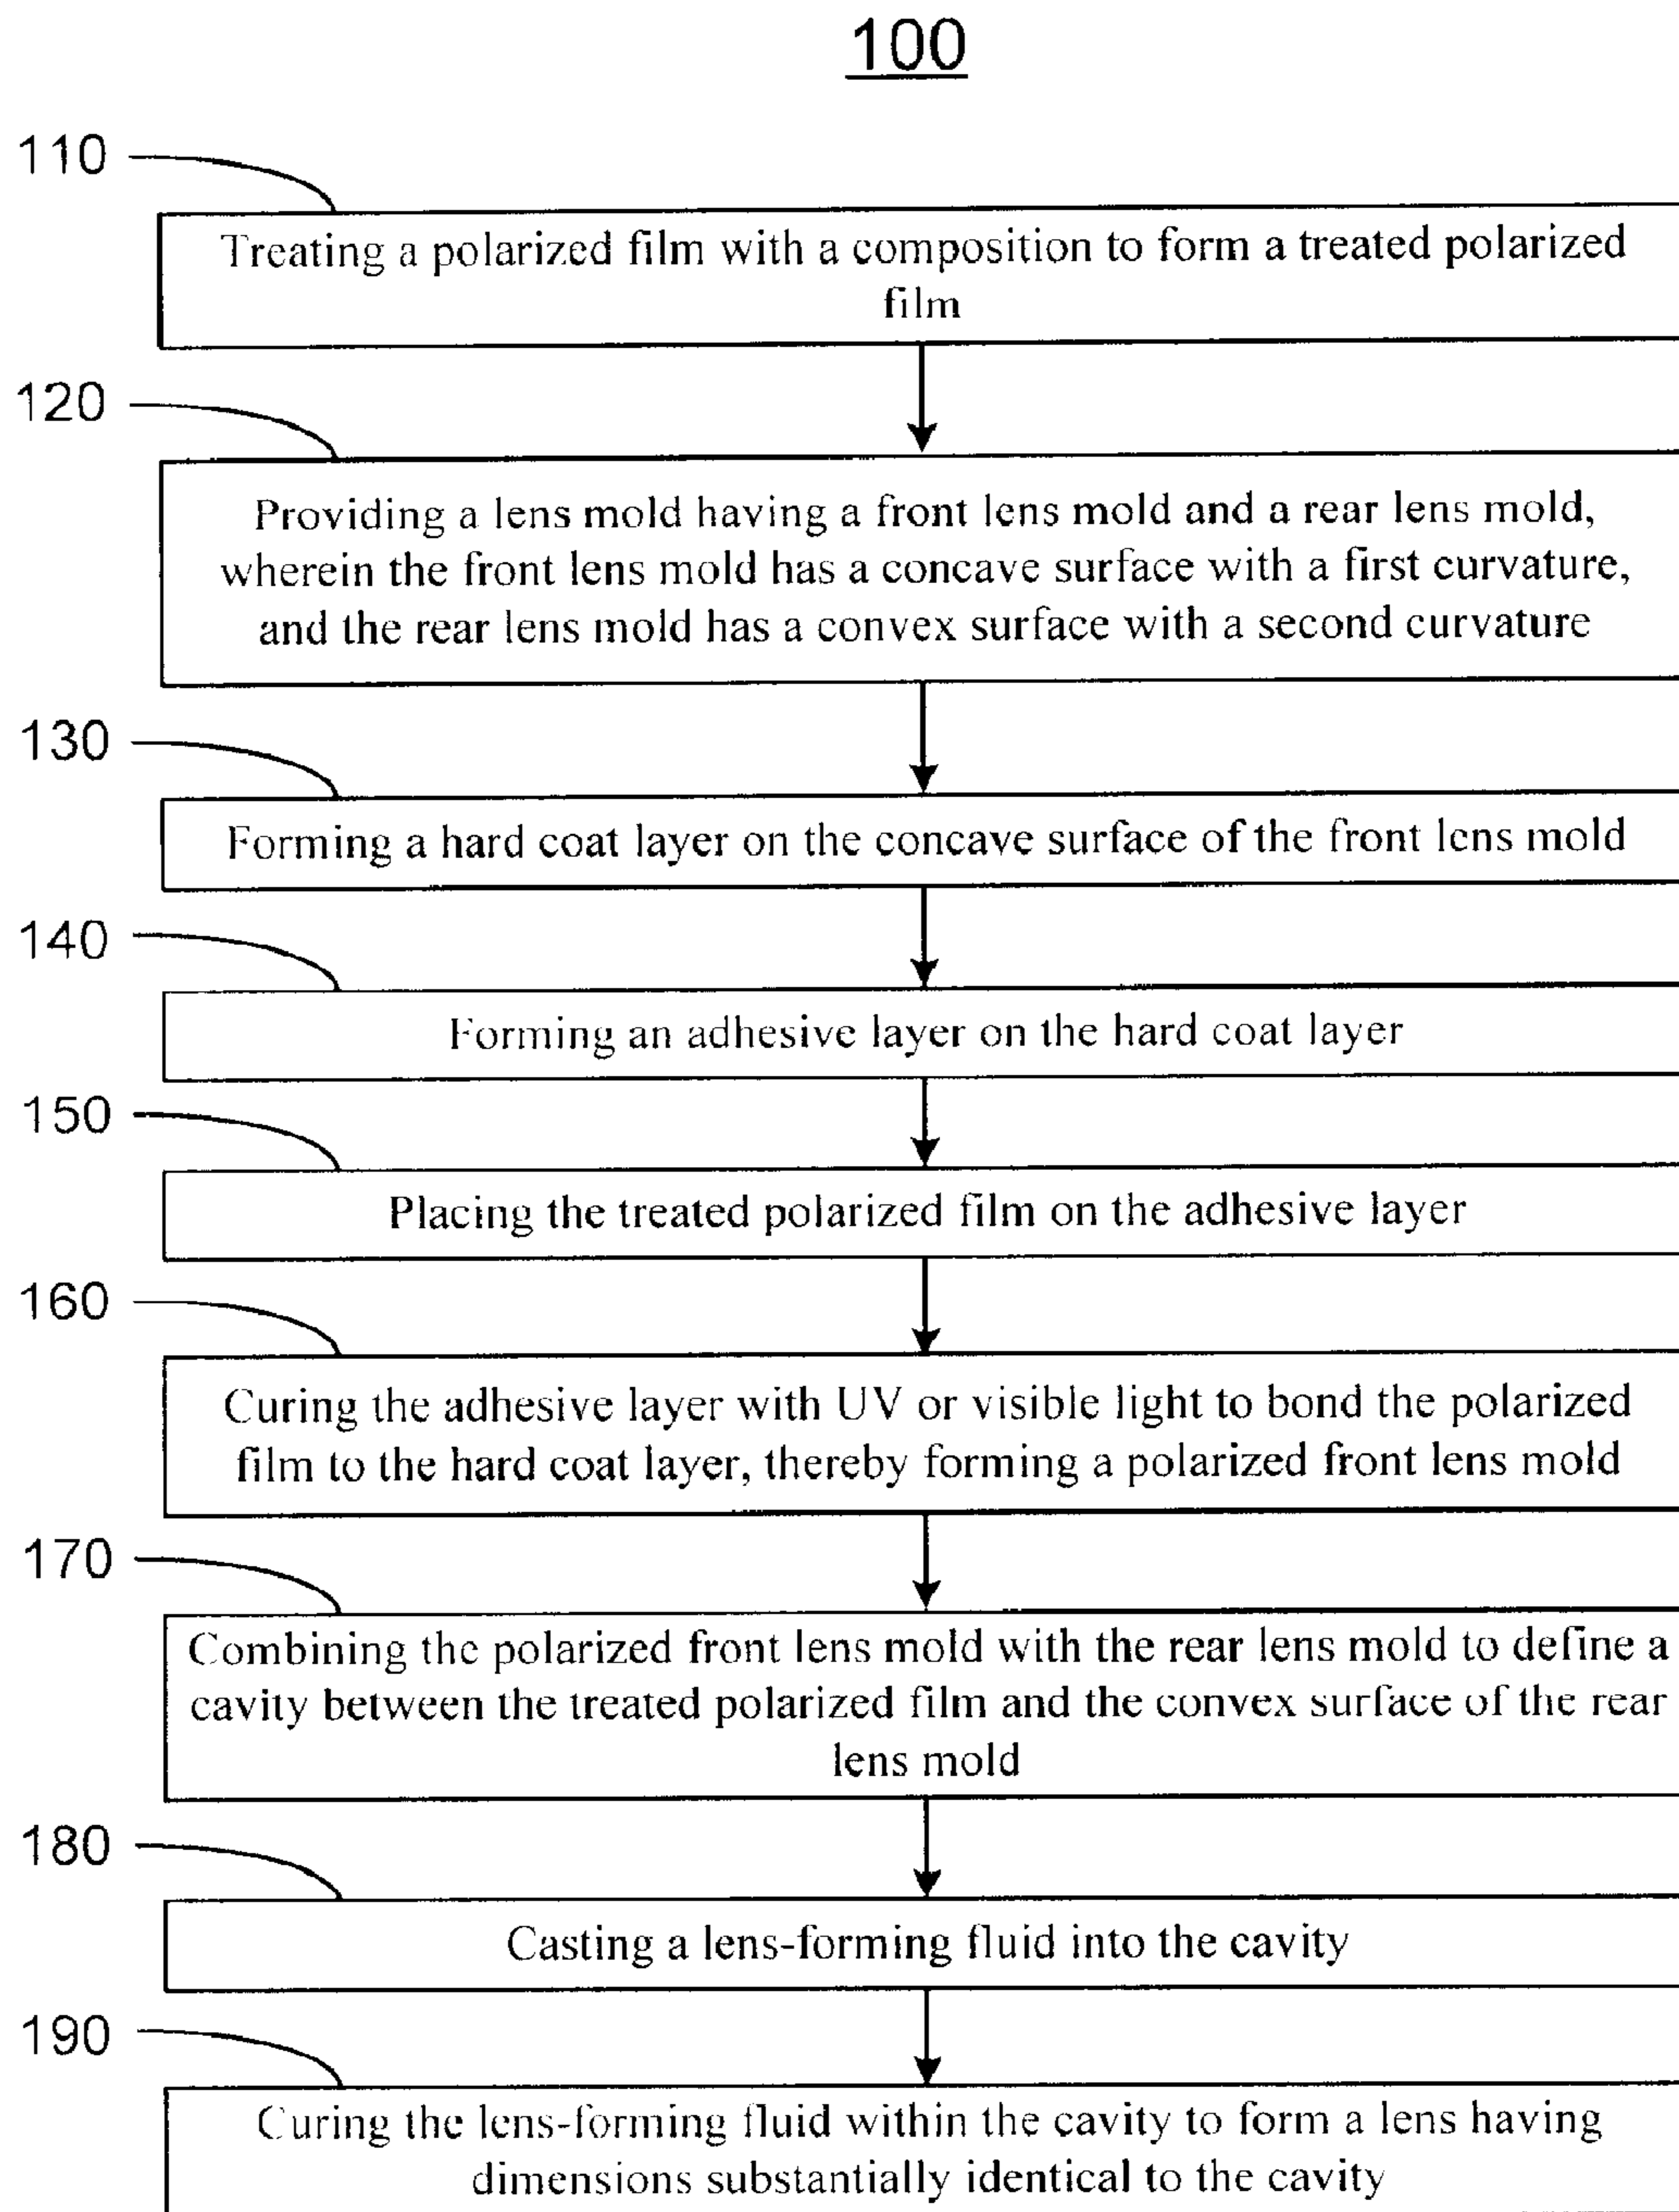 100
110
Treating a polarized film with a composition to form a treated polarized
film
120
Providing a lens mold having a front lens mold and a rear lens mold,
wherein the front lens mold has a concave surface with a first curvature,
and the rear lens mold has a convex surface with a second curvature
130
Forming a hard coat layer on the concave surface of the front lens mold
140
Forming an adhesive layer on the hard coat layer
150
Placing the treated polarized film on the adhesive layer
160
Curing the adhesive layer with UV or visible light to bond the polarized
film to the hard coat layer, thereby forming a polarized front lens mold
170
Combining the polarized front lens mold with the rear lens mold to define a
cavity between the treated polarized film and the convex surface of the rear
lens mold
180
Casting a lens-forming fluid into the cavity
190
Curing the lens-forming fluid within the cavity to form a lens having
dimensions substantially identical to the cavity